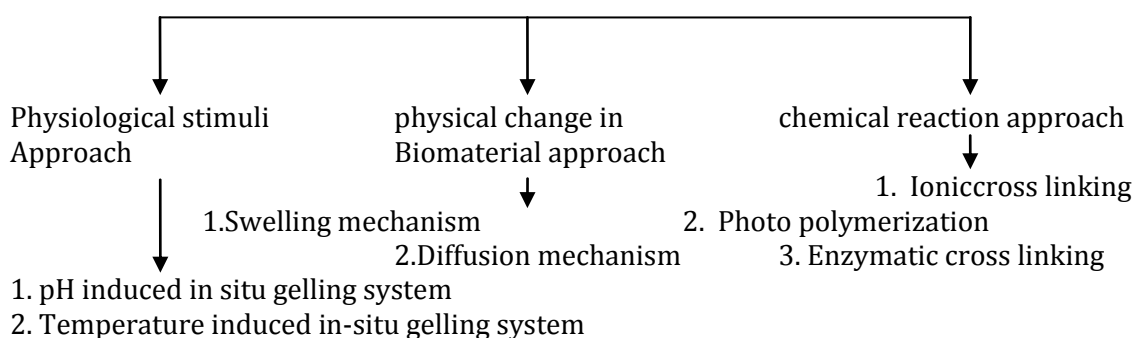 Physiological stimuli
Approach
physical change in
Biomaterial approach
chemical reaction approach
1. Ioniccross linking
1.Swelling mechanism
2. Photo polymerization
2.Diffusion mechanism
3. Enzymatic cross linking
1. pH induced in situ gelling system
2. Temperature induced in-situ gelling system